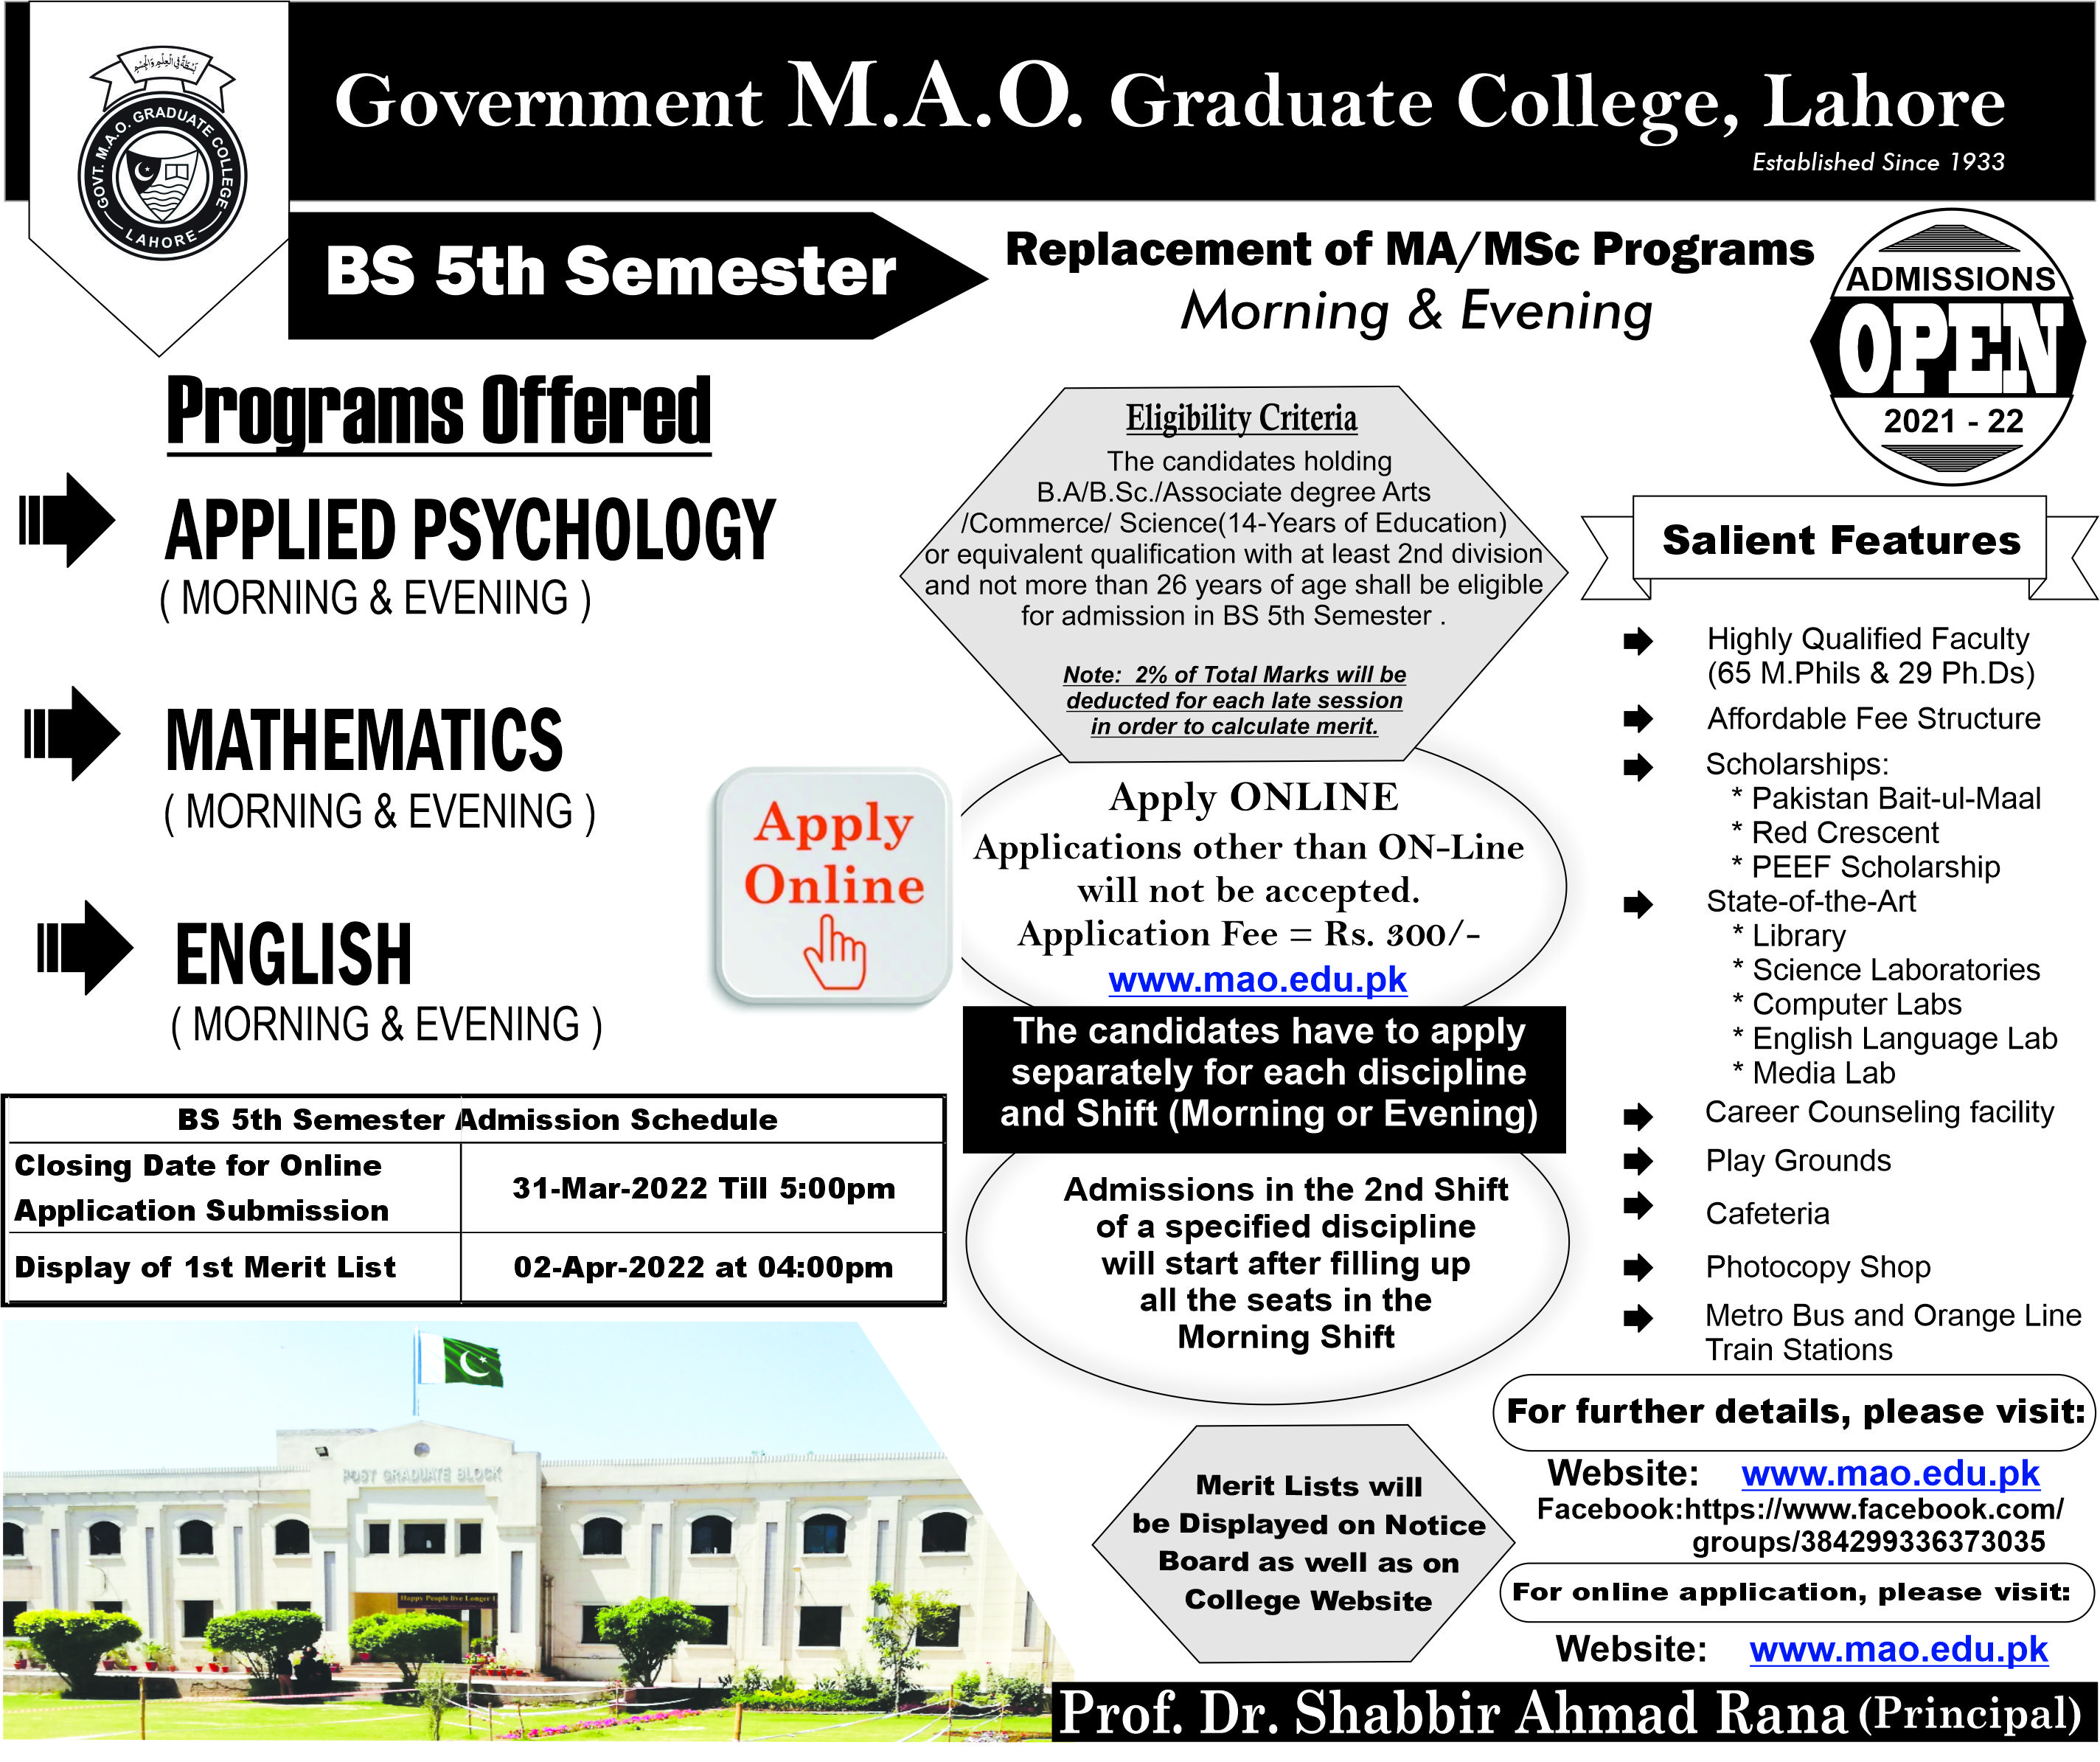 بَسْطَةً فِي الْعِلْمِ وَالْجِسْمِ
GOVT. M.A.O. GRADUATE COLLEGE
LAHORE
Government M.A.O. Graduate College, Lahore
Established Since 1933
BS 5th Semester
Replacement of MA/MSc Programs
Morning & Evening
ADMISSIONS
OPEN
2021 - 22
Programs Offered
APPLIED PSYCHOLOGY
( MORNING & EVENING )
MATHEMATICS
( MORNING & EVENING )
ENGLISH
( MORNING & EVENING )
Apply
Online
BS 5th Semester Admission Schedule
Closing Date for Online
Application Submission
31-Mar-2022 Till 5:00pm
Display of 1st Merit List
02-Apr-2022 at 04:00pm
Eligibility Criteria
The candidates holding
B.A/B.Sc./Associate degree Arts
/Commerce/ Science(14-Years of Education)
or equivalent qualification with at least 2nd division
and not more than 26 years of age shall be eligible
for admission in BS 5th Semester .
Note: 2% of Total Marks will be
deducted for each late session
in order to calculate merit.
Apply ONLINE
Applications other than ON-Line
will not be accepted.
Application Fee = Rs. 300/-
www.mao.edu.pk
The candidates have to apply
separately for each discipline
and Shift (Morning or Evening)
Admissions in the 2nd Shift
of a specified discipline
will start after filling up
all the seats in the
Morning Shift
Merit Lists will
be Displayed on Notice
Board as well as on
College Website
Salient Features
Highly Qualified Faculty
(65 M.Phils & 29 Ph.Ds)
Affordable Fee Structure
Scholarships:
* Pakistan Bait-ul-Maal
* Red Crescent
* PEEF Scholarship
State-of-the-Art
* Library
* Science Laboratories
* Computer Labs
* English Language Lab
* Media Lab
Career Counseling facility
Play Grounds
Cafeteria
Photocopy Shop
Metro Bus and Orange Line
Train Stations
For further details, please visit:
Website: www.mao.edu.pk
Facebook:https://www.facebook.com/
groups/384299336373035
For online application, please visit:
Website: www.mao.edu.pk
POST GRADUATE BLOCK
Happy People live Longer
Prof. Dr. Shabbir Ahmad Rana (Principal)